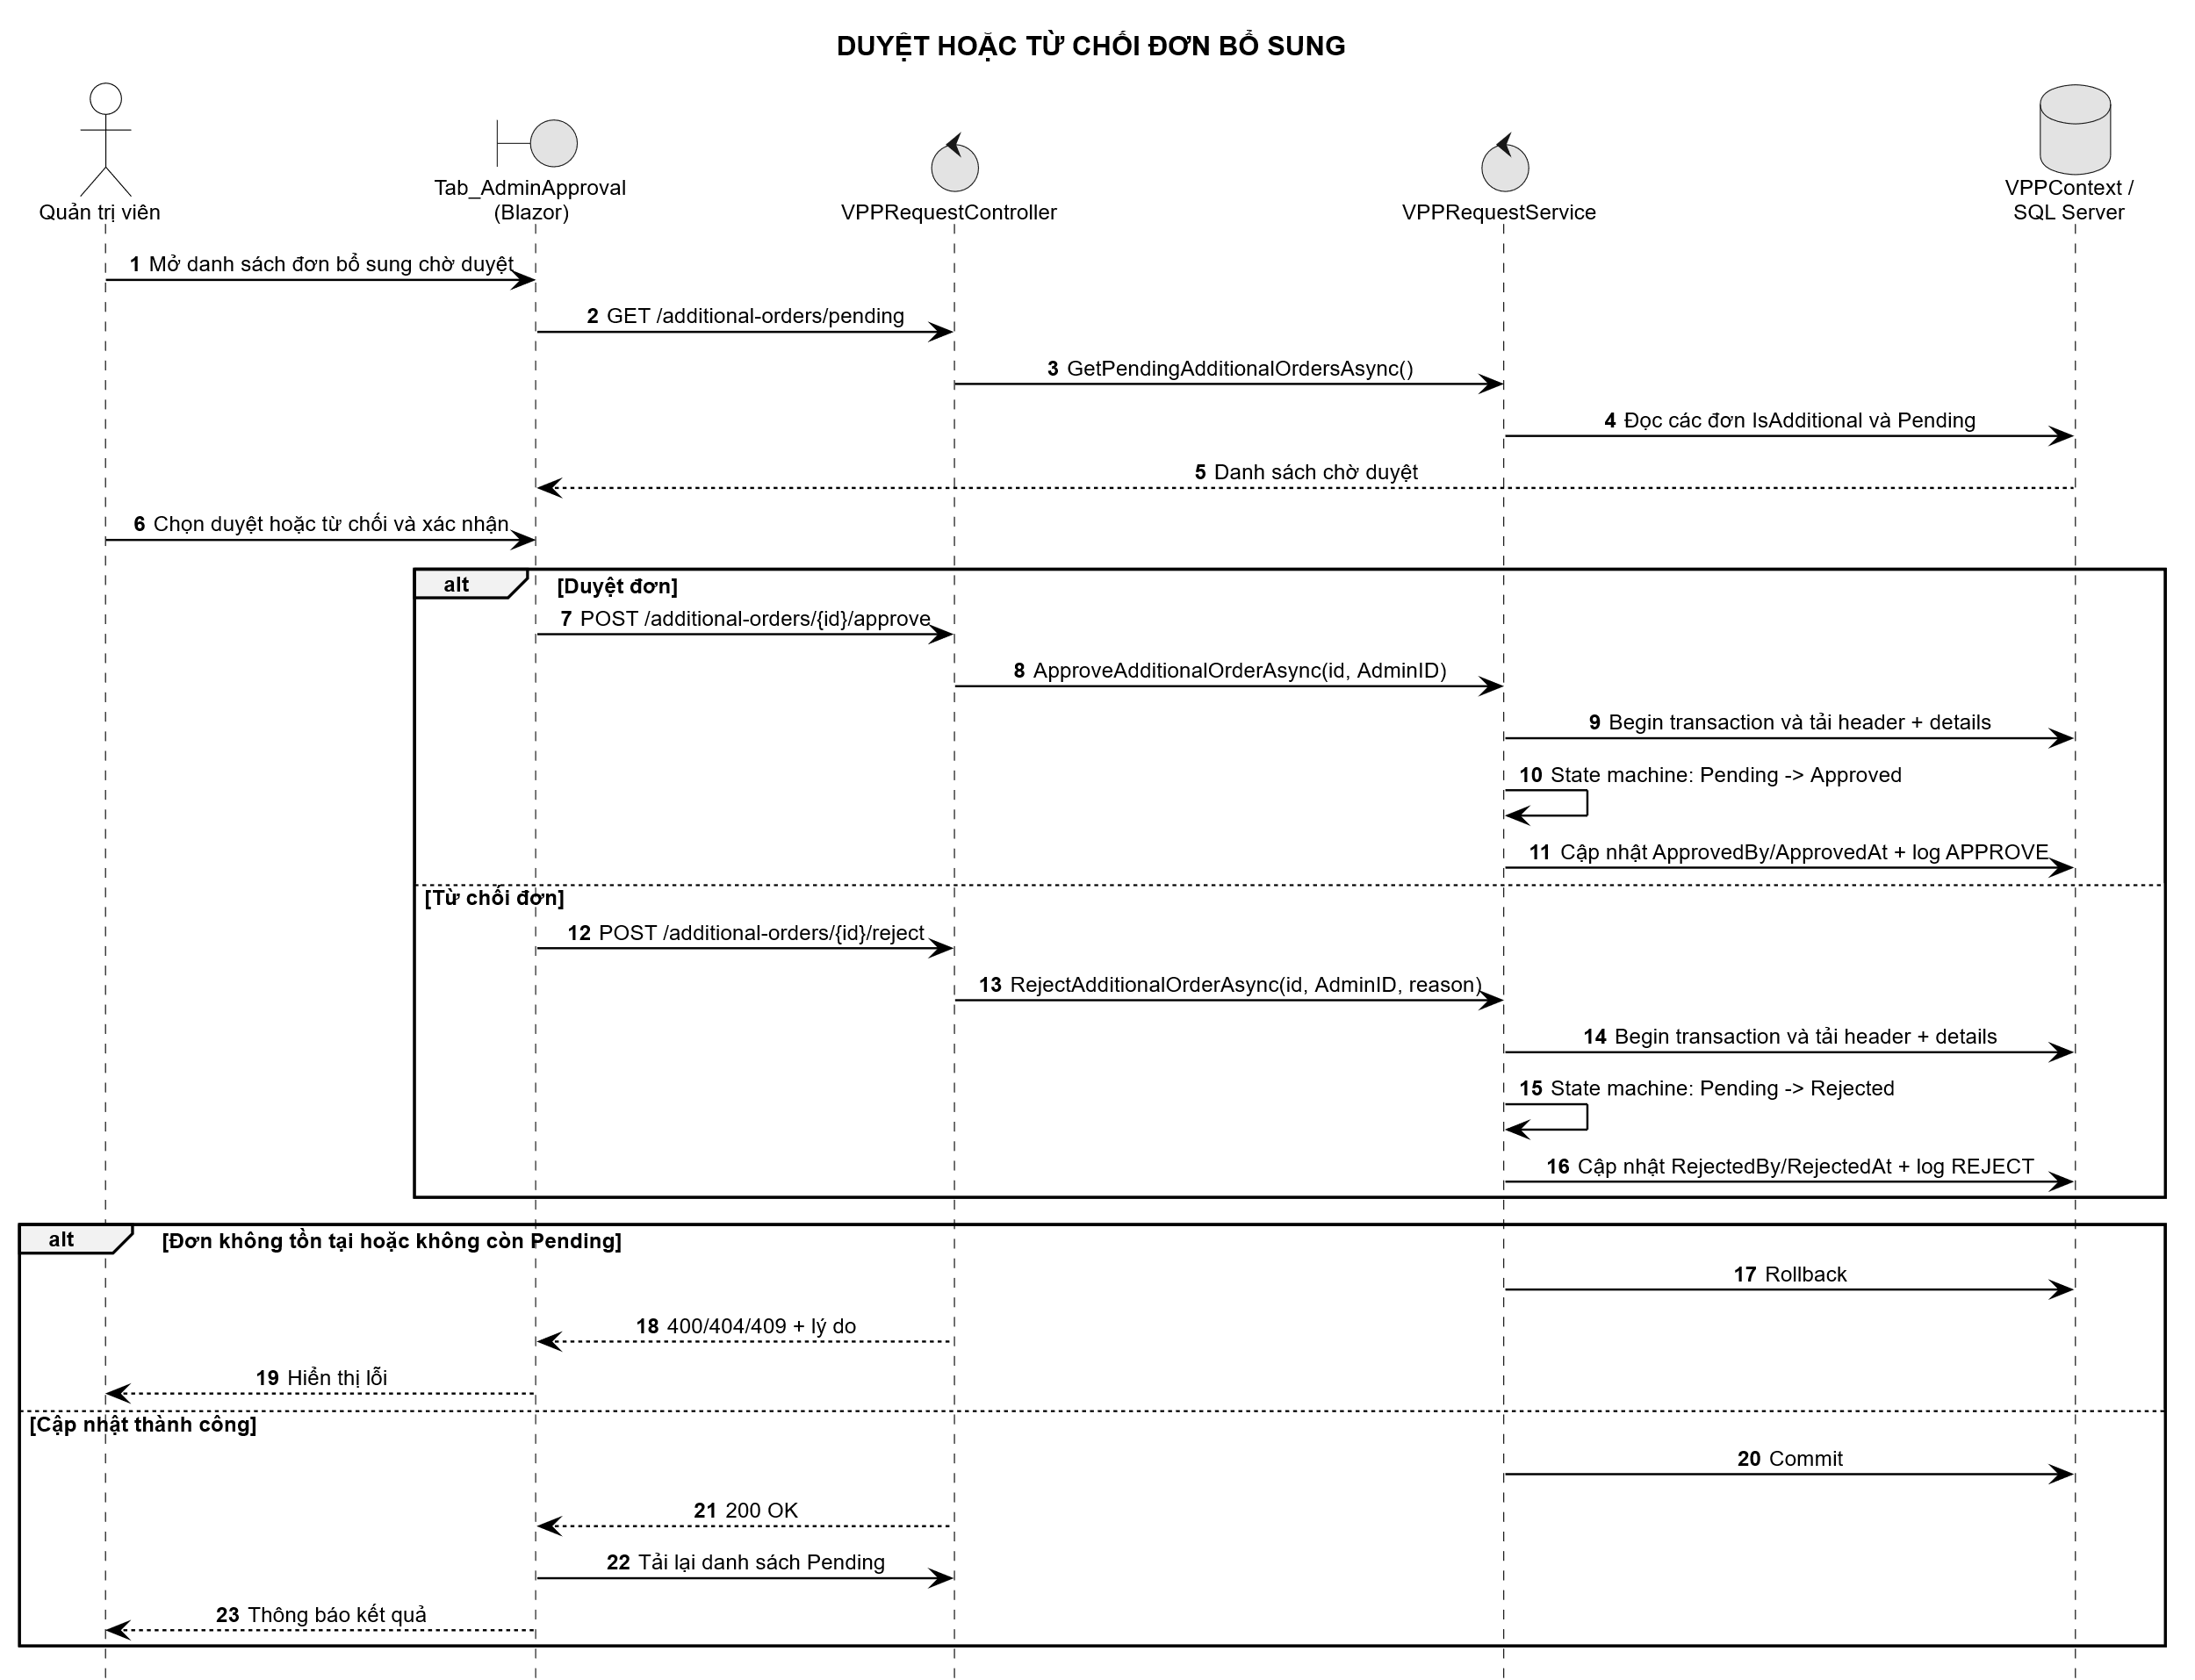 DUYỆT HOẶC TỪ CHỐI ĐƠN BỔ SUNG
Quản trị viên
Tab_AdminApproval
(Blazor)
VPPRequestController
VPPRequestService
VPPContext /
SQL Server
1 Mở danh sách đơn bổ sung chờ duyệt
2 GET /additional-orders/pending
3 GetPendingAdditionalOrdersAsync()
4 Đọc các đơn IsAdditional và Pending
5 Danh sách chờ duyệt
6 Chọn duyệt hoặc từ chối và xác nhận
alt [Duyệt đơn]
7 POST /additional-orders/{id}/approve
8 ApproveAdditionalOrderAsync(id, AdminID)
9 Begin transaction và tải header + details
10 State machine: Pending -> Approved
11 Cập nhật ApprovedBy/ApprovedAt + log APPROVE
[Từ chối đơn]
12 POST /additional-orders/{id}/reject
13 RejectAdditionalOrderAsync(id, AdminID, reason)
14 Begin transaction và tải header + details
15 State machine: Pending -> Rejected
16 Cập nhật RejectedBy/RejectedAt + log REJECT
alt [Đơn không tồn tại hoặc không còn Pending]
17 Rollback
18 400/404/409 + lý do
19 Hiển thị lỗi
[Cập nhật thành công]
20 Commit
21 200 OK
22 Tải lại danh sách Pending
23 Thông báo kết quả